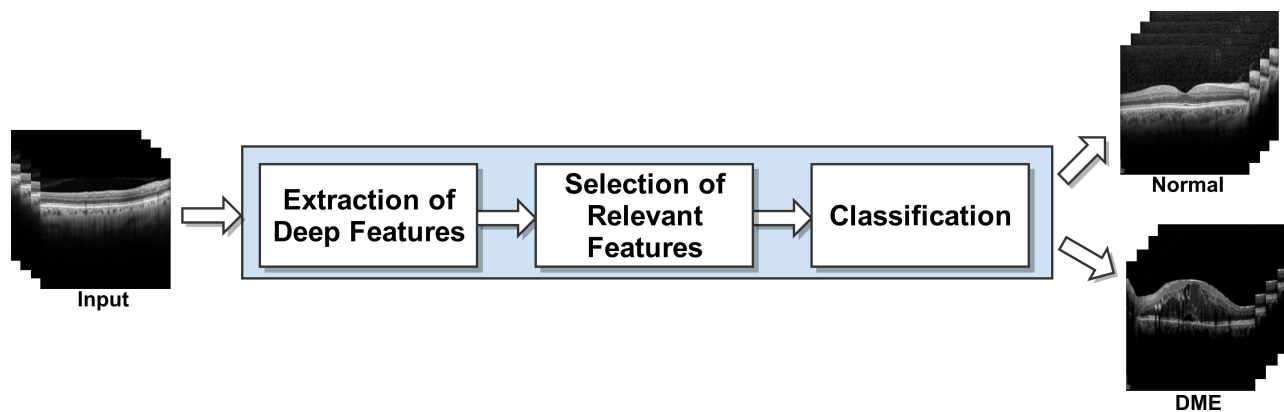 Input
Extraction of
Deep Features
Selection of
Relevant
Features
Classification
Normal
DME